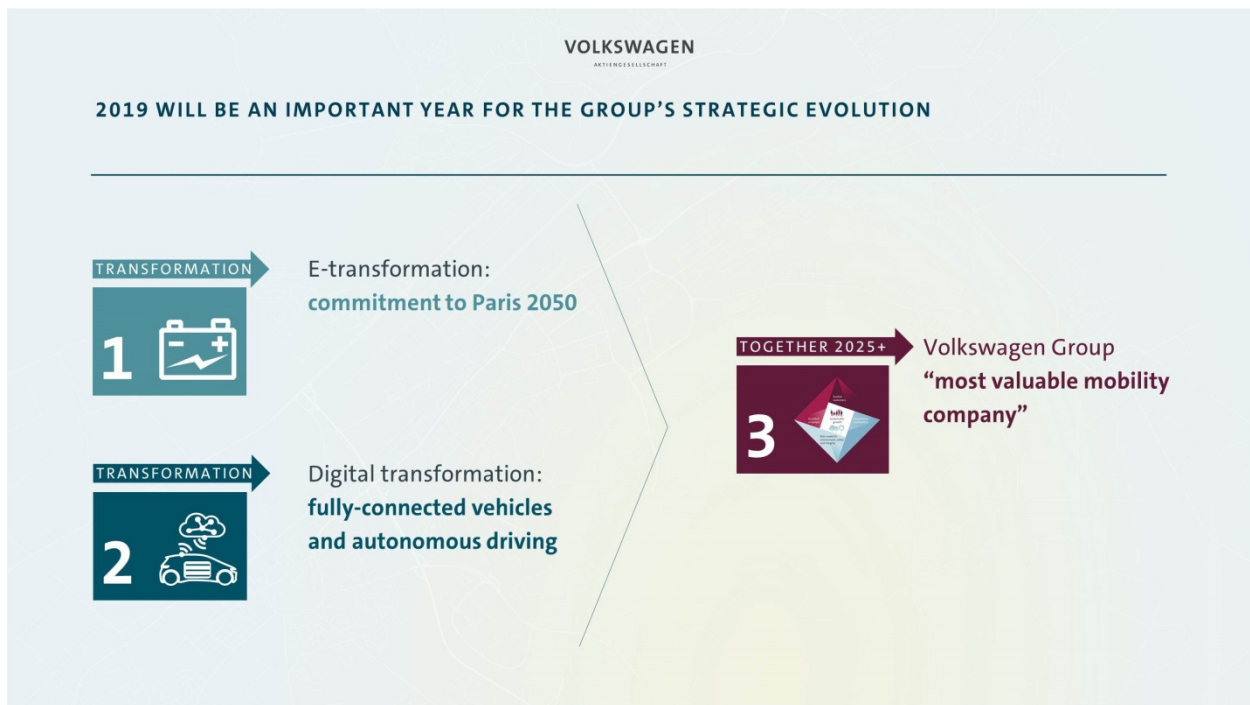 VOLKSWAGEN
AKTIENGESELLSCHAFT
2019 WILL BE AN IMPORTANT YEAR FOR THE GROUP’S STRATEGIC EVOLUTION
TRANSFORMATION
1
E-transformation:
commitment to Paris 2050
TRANSFORMATION
2
Digital transformation:
fully-connected vehicles
and autonomous driving
TOGETHER 2025+
3
Volkswagen Group
“most valuable mobility
company”